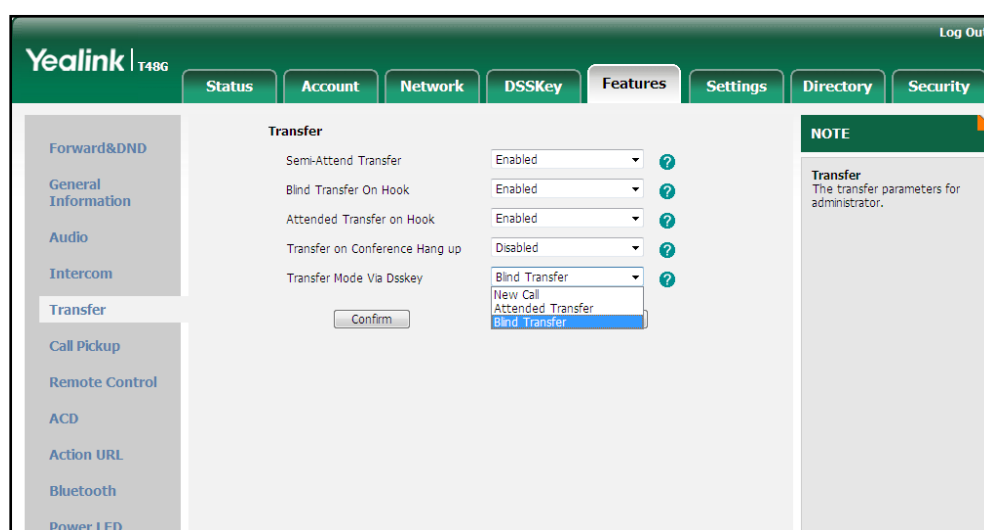 Log Out
Yealink | T48G
Status Account Network DSSKey Features Settings Directory Security
Forward&DND
General
Information
Audio
Intercom
Transfer
Call Pickup
Remote Control
ACD
Action URL
Bluetooth
Power LED
Transfer
Semi-Attend Transfer Enabled ?
Blind Transfer On Hook Enabled ?
Attended Transfer on Hook Enabled ?
Transfer on Conference Hang up Disabled ?
Transfer Mode Via Dsskey Blind Transfer ?
New Call
Attended Transfer
Blind Transfer
Confirm
NOTE
Transfer
The transfer parameters for
administrator.